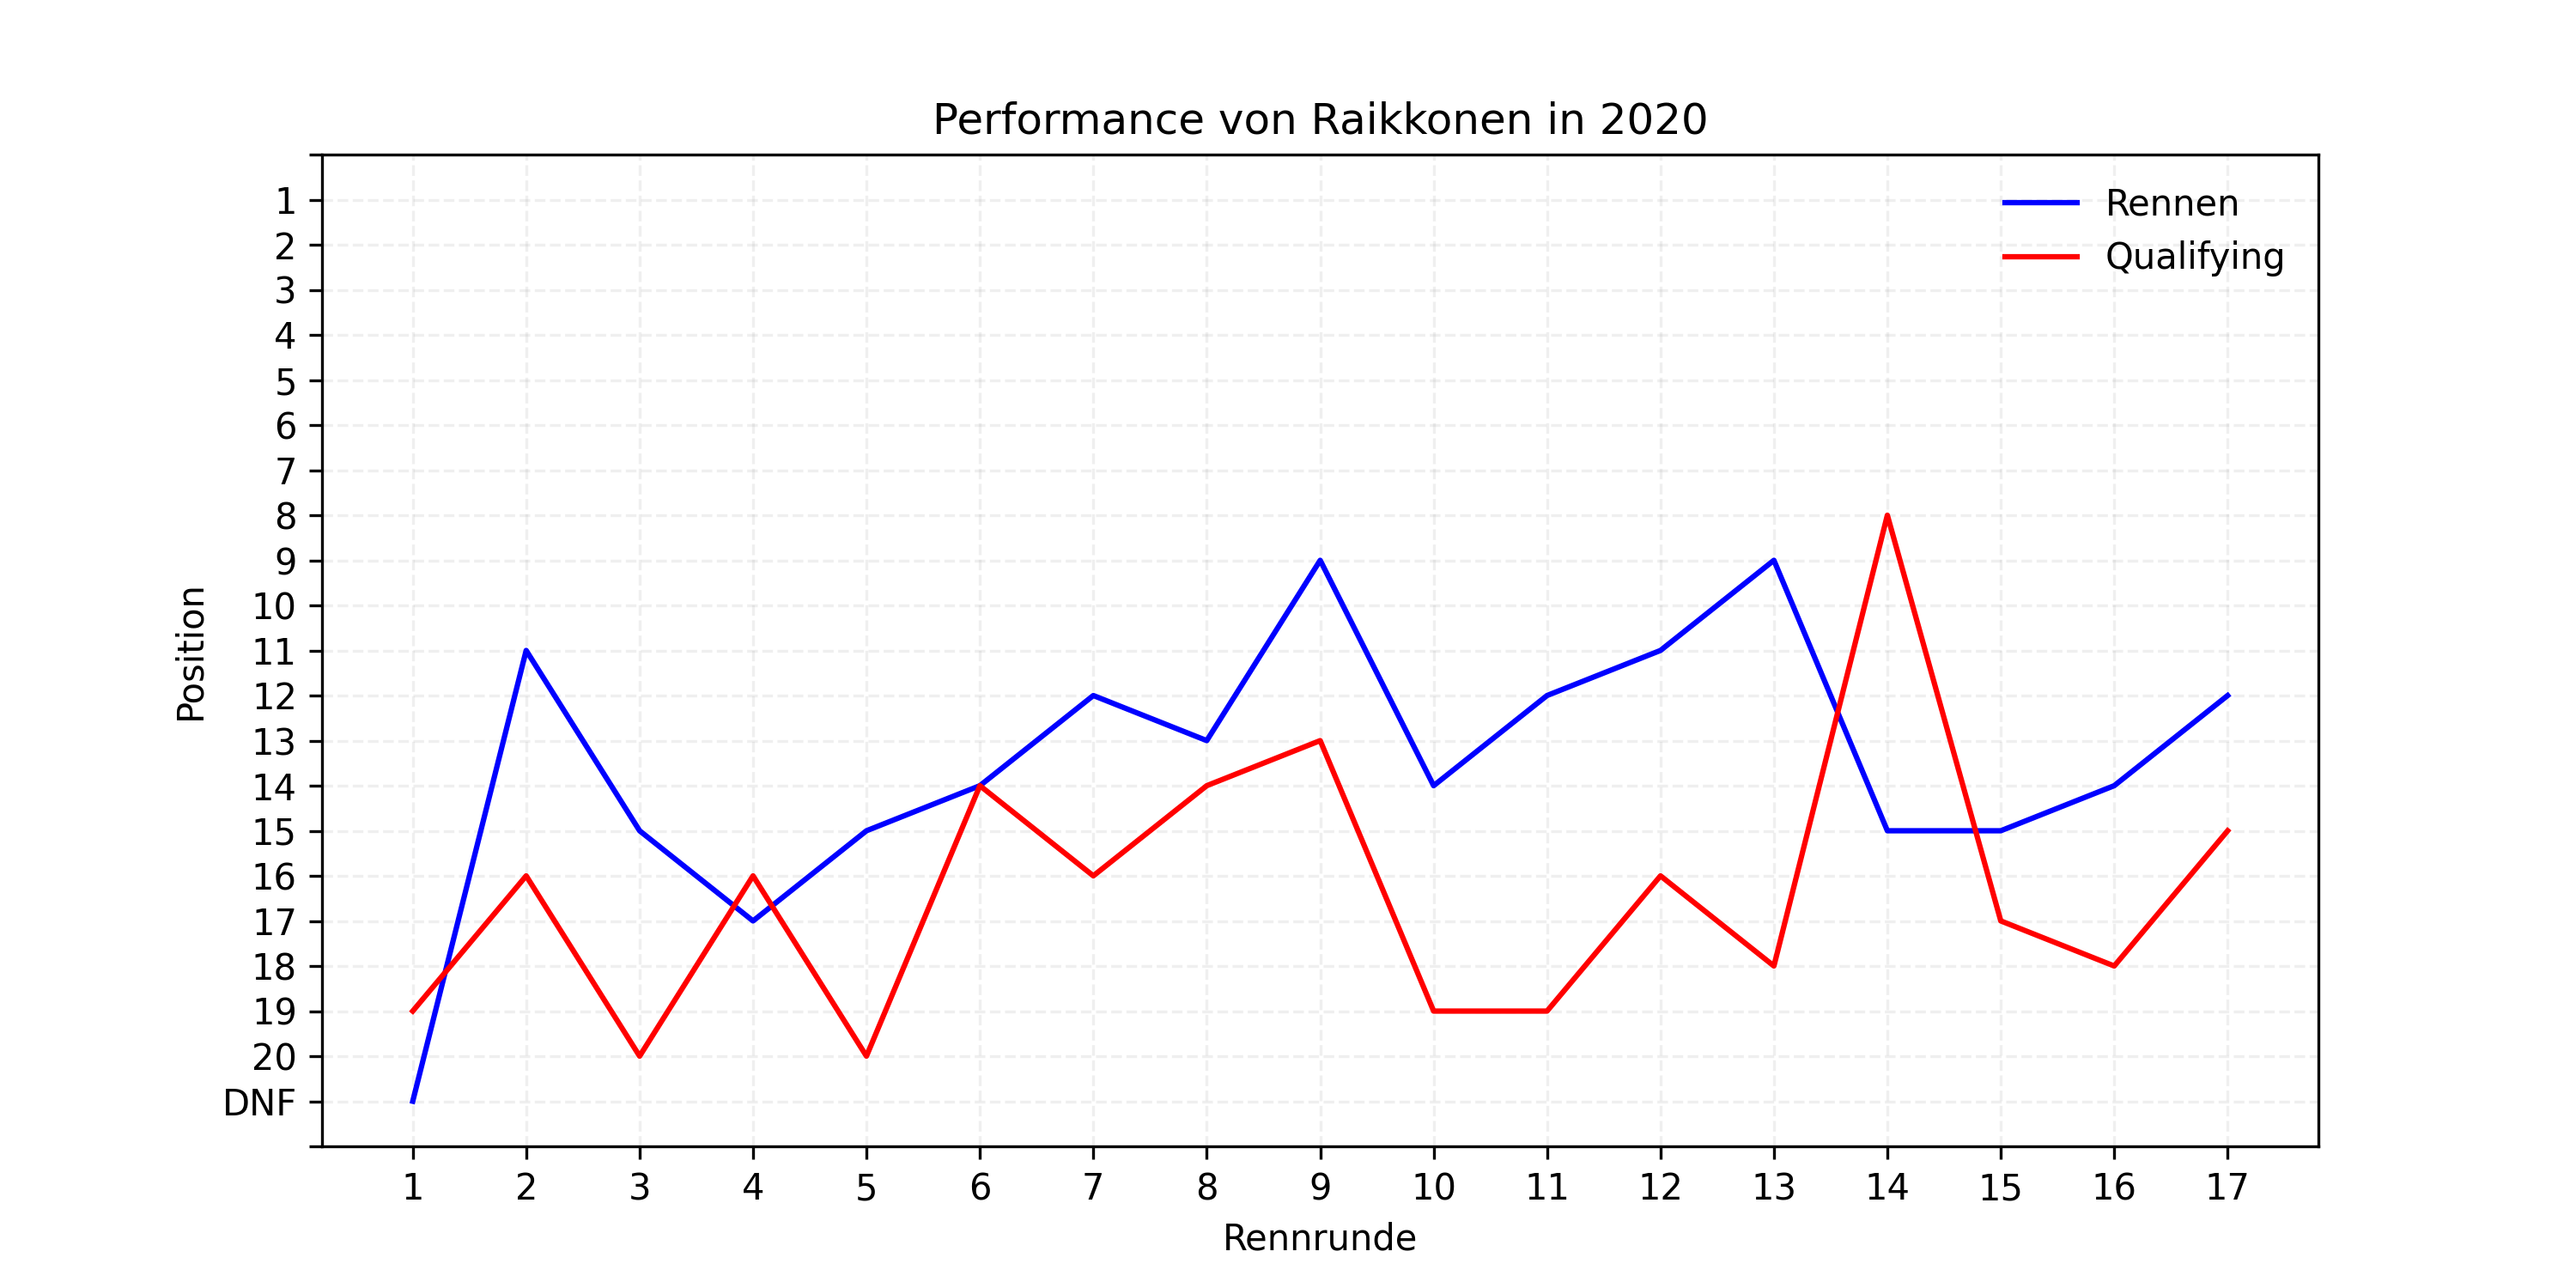 Performance von Raikkonen in 2020
Rennen
Qualifying
Position
1
2
3
4
5
6
7
8
9
10
11
12
13
14
15
16
17
18
19
20
DNF
1 2 3 4 5 6 7 8 9 10 11 12 13 14 15 16 17
Rennrunde